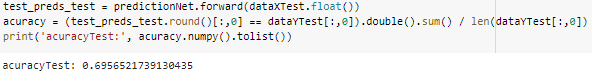 test_preds_test = predictionNet.forward(dataXTest.float())
acuracy = (test_preds_test.round()[:,0] == dataYTest[:,0]).double().sum() / len(dataYTest[:,0])
print('acuracyTest:', acuracy.numpy().tolist())
acuracyTest: 0.6956521739130435